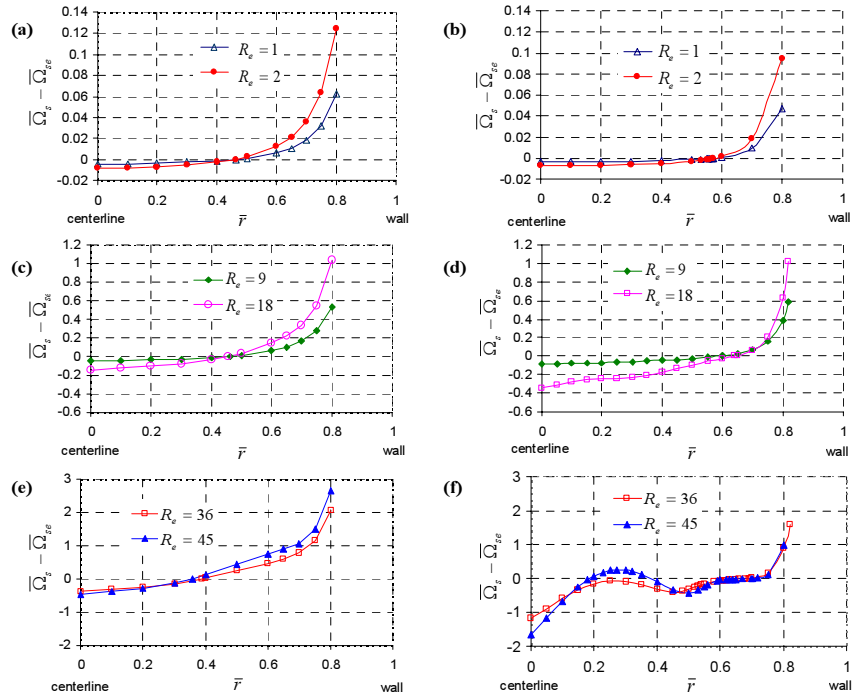 (a)
0.14
0.12
0.1
0.08
0.06
0.04
0.02
0
-0.02
Ω̅s − Ω̅se
Re = 1
Re = 2
0 0.2 0.4 0.6 0.8 1
centerline r̅ wall
(b)
0.14
0.12
0.1
0.08
0.06
0.04
0.02
0
-0.02
Ω̅s − Ω̅se
Re = 1
Re = 2
0 0.2 0.4 0.6 0.8 1
centerline r̅ wall
(c)
1.2
1
0.8
0.6
0.4
0.2
0
-0.2
-0.4
-0.6
Ω̅s − Ω̅se
Re = 9
Re = 18
0 0.2 0.4 0.6 0.8 1
centerline r̅ wall
(d)
1.2
1
0.8
0.6
0.4
0.2
0
-0.2
-0.4
-0.6
Ω̅s − Ω̅se
Re = 9
Re = 18
0 0.2 0.4 0.6 0.8 1
centerline r̅ wall
(e)
3
2
1
0
-1
-2
Ω̅s − Ω̅se
Re = 36
Re = 45
0 0.2 0.4 0.6 0.8 1
centerline r̅ wall
(f)
3
2
1
0
-1
-2
Ω̅s − Ω̅se
Re = 36
Re = 45
0 0.2 0.4 0.6 0.8 1
centerline r̅ wall